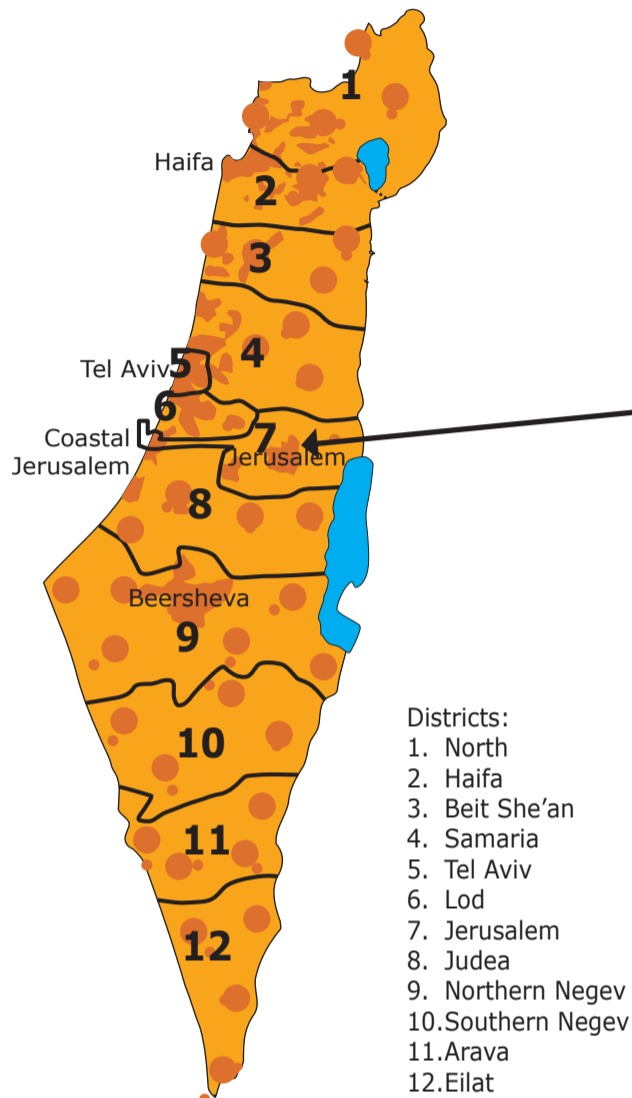 1
Haifa
2
3
4
Tel Aviv
5
6
Coastal
Jerusalem
7
Jerusalem
8
Beersheva
9
10
11
12
Districts:
1. North
2. Haifa
3. Beit She’an
4. Samaria
5. Tel Aviv
6. Lod
7. Jerusalem
8. Judea
9. Northern Negev
10.Southern Negev
11.Arava
12.Eilat